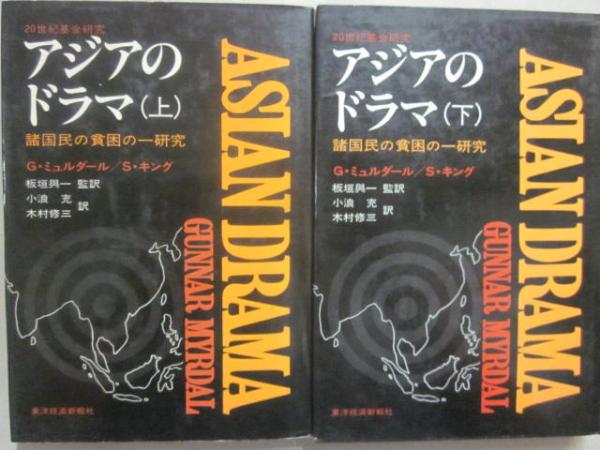 20世紀基金研究
アジアの
ドラマ(上)
諸国民の貧困の一研究
G・ミュルダール/S・キング
板垣與一 監訳
小浪 充
木村修三 訳
ASIAN DRAMA
GUNNAR MYRDAL
東洋経済新報社
20世紀基金研究
アジアの
ドラマ(下)
諸国民の貧困の一研究
G・ミュルダール/S・キング
板垣與一 監訳
小浪 充
木村修三 訳
ASIAN DRAMA
GUNNAR MYRDAL
東洋経済新報社